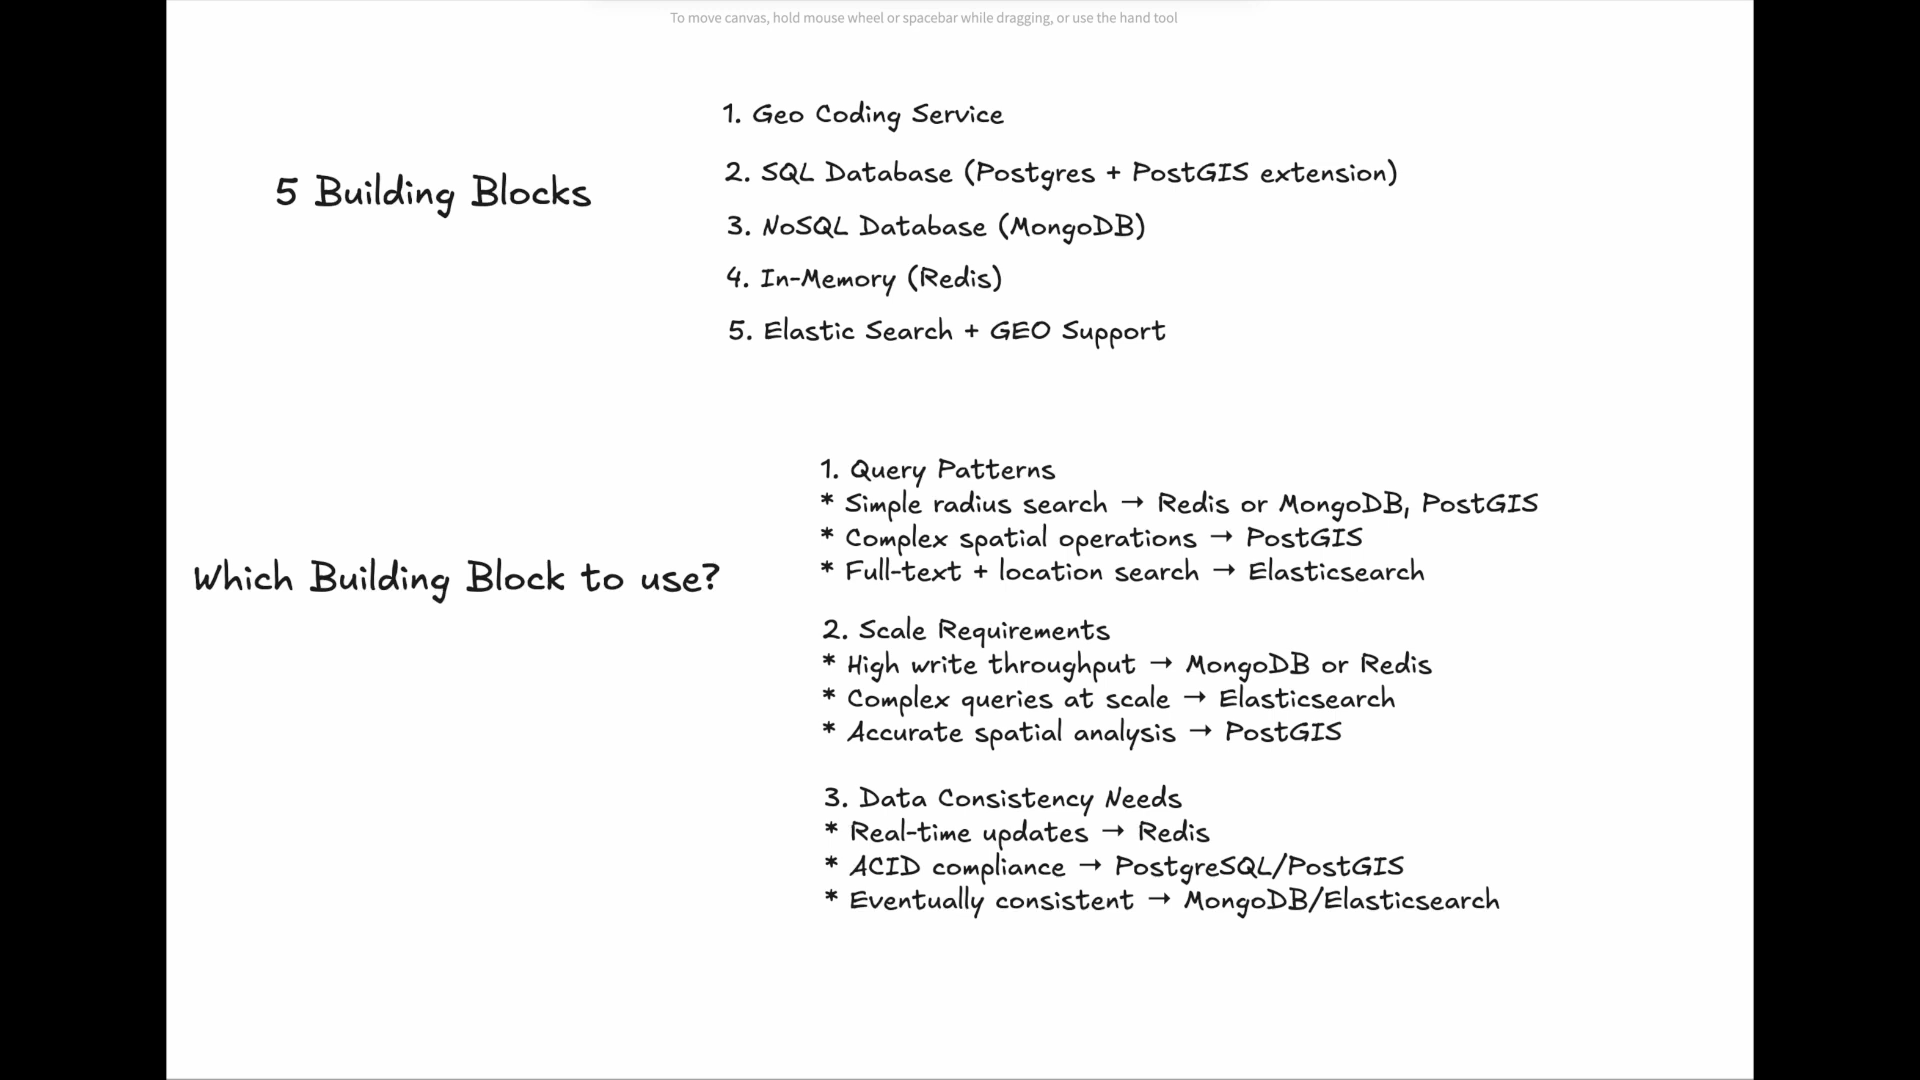 To move canvas, hold mouse wheel or spacebar while dragging, or use the hand tool
5 Building Blocks
1. Geo Coding Service
2. SQL Database (Postgres + PostGIS extension)
3. NoSQL Database (MongoDB)
4. In-Memory (Redis)
5. Elastic Search + GEO Support
Which Building Block to use?
1. Query Patterns
* Simple radius search → Redis or MongoDB, PostGIS
* Complex spatial operations → PostGIS
* Full-text + location search → Elasticsearch
2. Scale Requirements
* High write throughput → MongoDB or Redis
* Complex queries at scale → Elasticsearch
* Accurate spatial analysis → PostGIS
3. Data Consistency Needs
* Real-time updates → Redis
* ACID compliance → PostgreSQL/PostGIS
* Eventually consistent → MongoDB/Elasticsearch